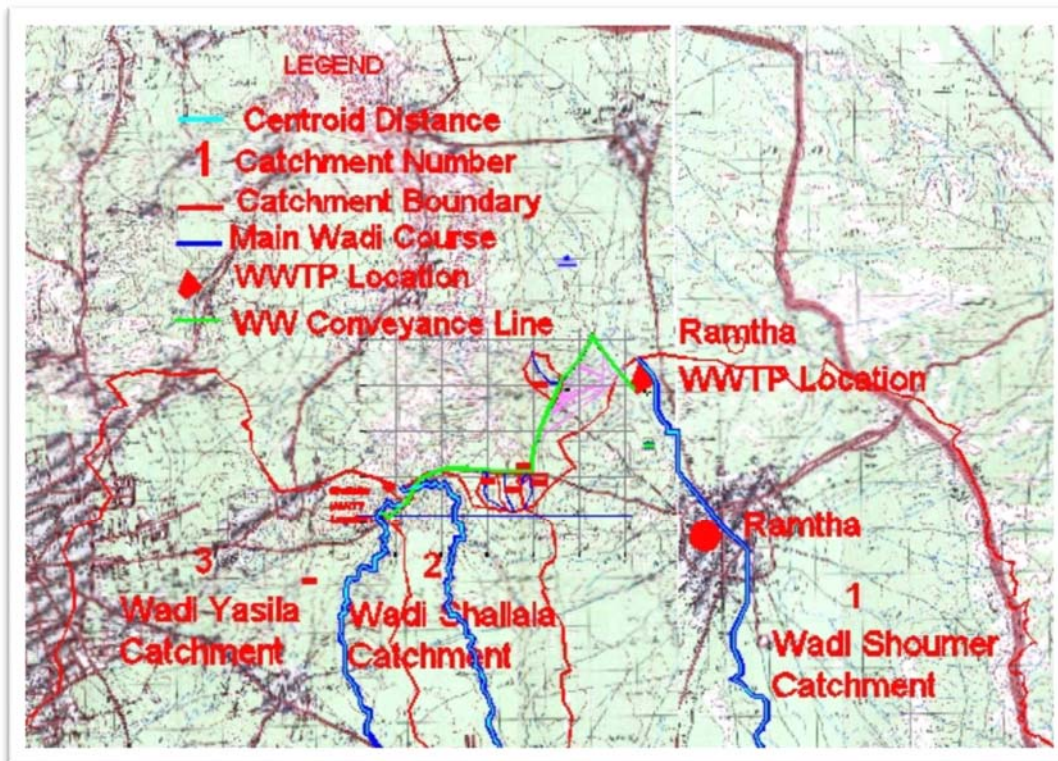 LEGEND
Centroid Distance
1 Catchment Number
Catchment Boundary
Main Wadi Course
WWTP Location
WW Conveyance Line
Ramtha
WWTP Location
Ramtha
3
Wadi Yasila
Catchment
2
Wadi Shallala
Catchment
1
Wadi Shoumer
Catchment